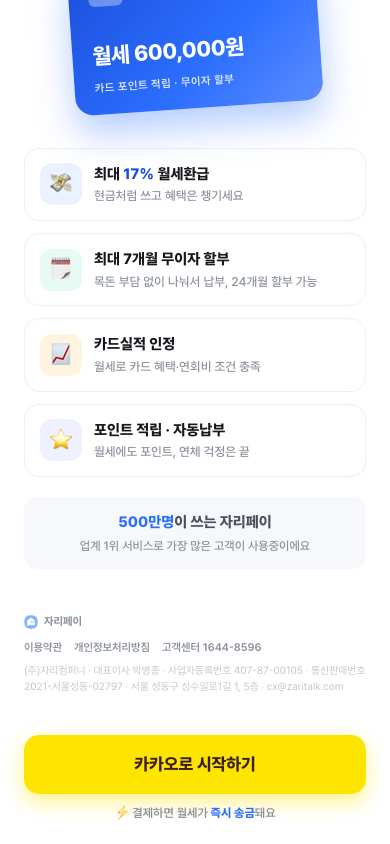 월세 600,000원
카드 포인트 적립 · 무이자 할부
최대 17% 월세환급
현금처럼 쓰고 혜택은 챙기세요
최대 7개월 무이자 할부
목돈 부담 없이 나눠서 납부, 24개월 할부 가능
카드실적 인정
월세로 카드 혜택·연회비 조건 충족
포인트 적립 · 자동납부
월세에도 포인트, 연체 걱정은 끝
500만명이 쓰는 자리페이
업계 1위 서비스로 가장 많은 고객이 사용중이에요
자리페이
이용약관 개인정보처리방침 고객센터 1644-8596
(주)자리컴퍼니 · 대표이사 박병종 · 사업자등록번호 407-87-00105 · 통신판매번호
2021-서울성동-02797 · 서울 성동구 성수일로1길 1, 5층 · cx@zaritalk.com
카카오로 시작하기
⚡ 결제하면 월세가 즉시 송금돼요